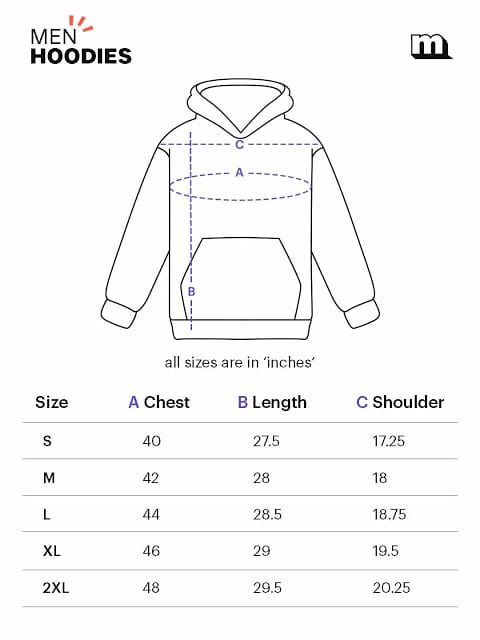 MEN
HOODIES
m
C
A
B
all sizes are in ‘inches’
Size A Chest B Length C Shoulder
S 40 27.5 17.25
M 42 28 18
L 44 28.5 18.75
XL 46 29 19.5
2XL 48 29.5 20.25